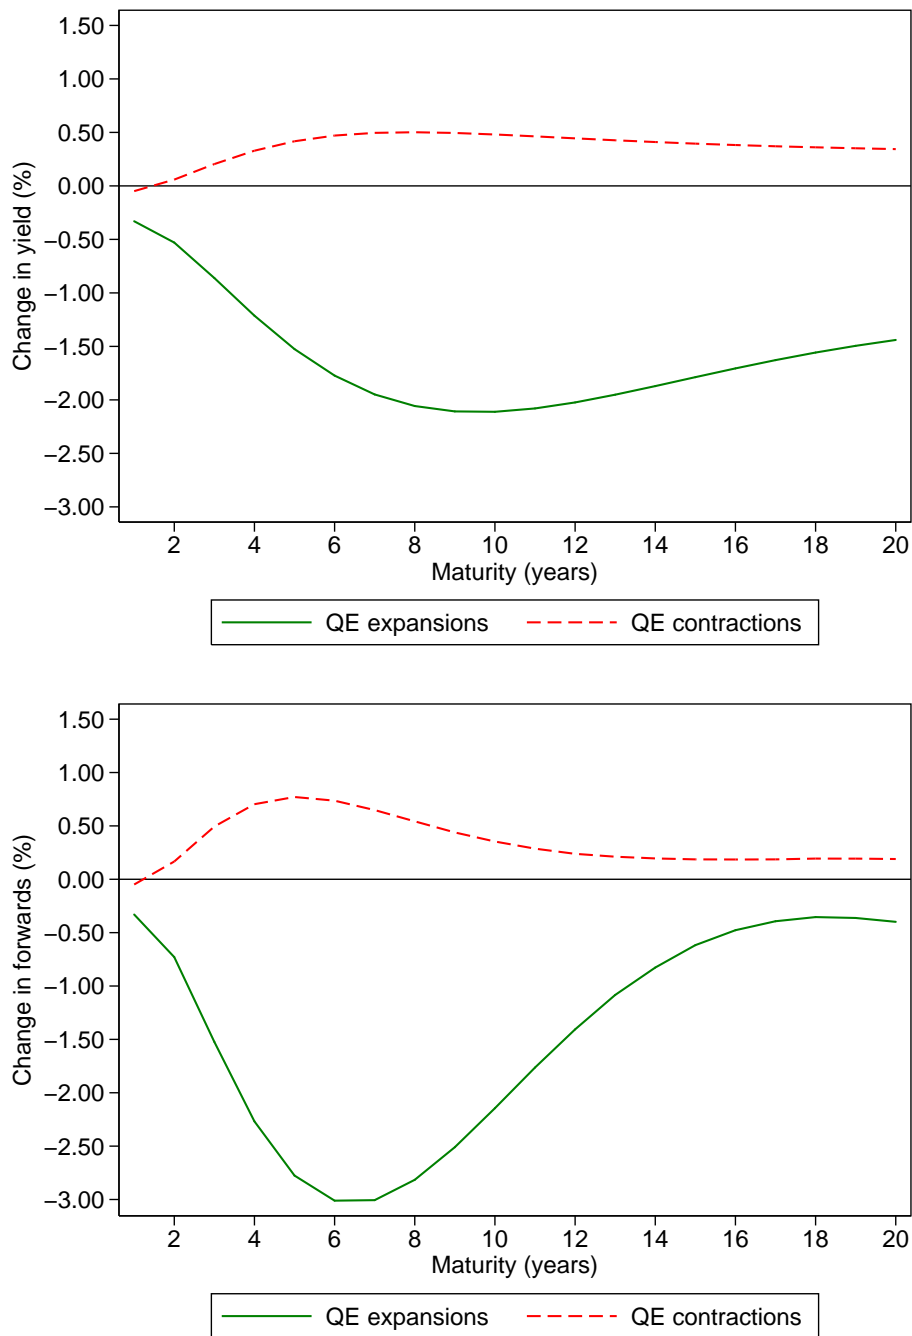 Change in yield (%)
1.50
1.00
0.50
0.00
−0.50
−1.00
−1.50
−2.00
−2.50
−3.00
2 4 6 8 10 12 14 16 18 20
Maturity (years)
QE expansions QE contractions
Change in forwards (%)
1.50
1.00
0.50
0.00
−0.50
−1.00
−1.50
−2.00
−2.50
−3.00
2 4 6 8 10 12 14 16 18 20
Maturity (years)
QE expansions QE contractions